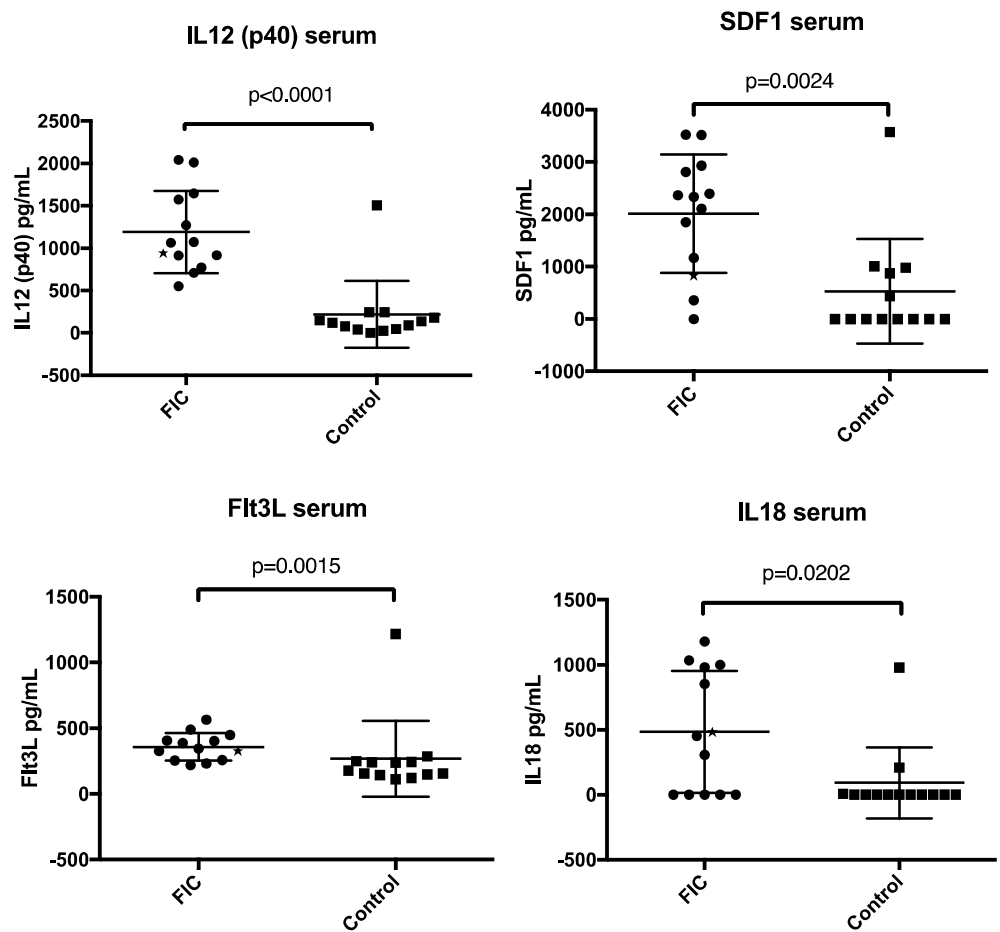 IL12 (p40) serum
p<0.0001
2500
2000
1500
1000
500
0
-500
IL12 (p40) pg/mL
FIC
Control
SDF1 serum
p=0.0024
4000
3000
2000
1000
0
-1000
SDF1 pg/mL
FIC
Control
Flt3L serum
p=0.0015
1500
1000
500
0
-500
Flt3L pg/mL
FIC
Control
IL18 serum
p=0.0202
1500
1000
500
0
-500
IL18 pg/mL
FIC
Control